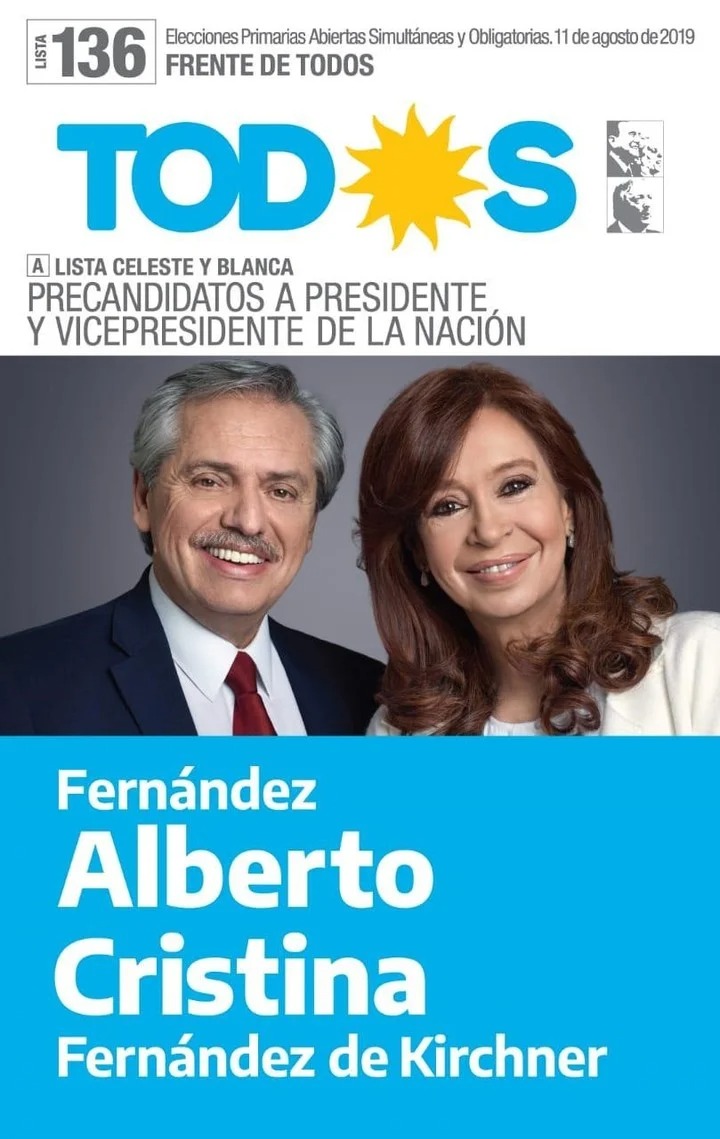 LISTA 136
Elecciones Primarias Abiertas Simultáneas y Obligatorias. 11 de agosto de 2019
FRENTE DE TODOS
TODOS
A LISTA CELESTE Y BLANCA
PRECANDIDATOS A PRESIDENTE
Y VICEPRESIDENTE DE LA NACIÓN
Fernández
Alberto
Cristina
Fernández de Kirchner